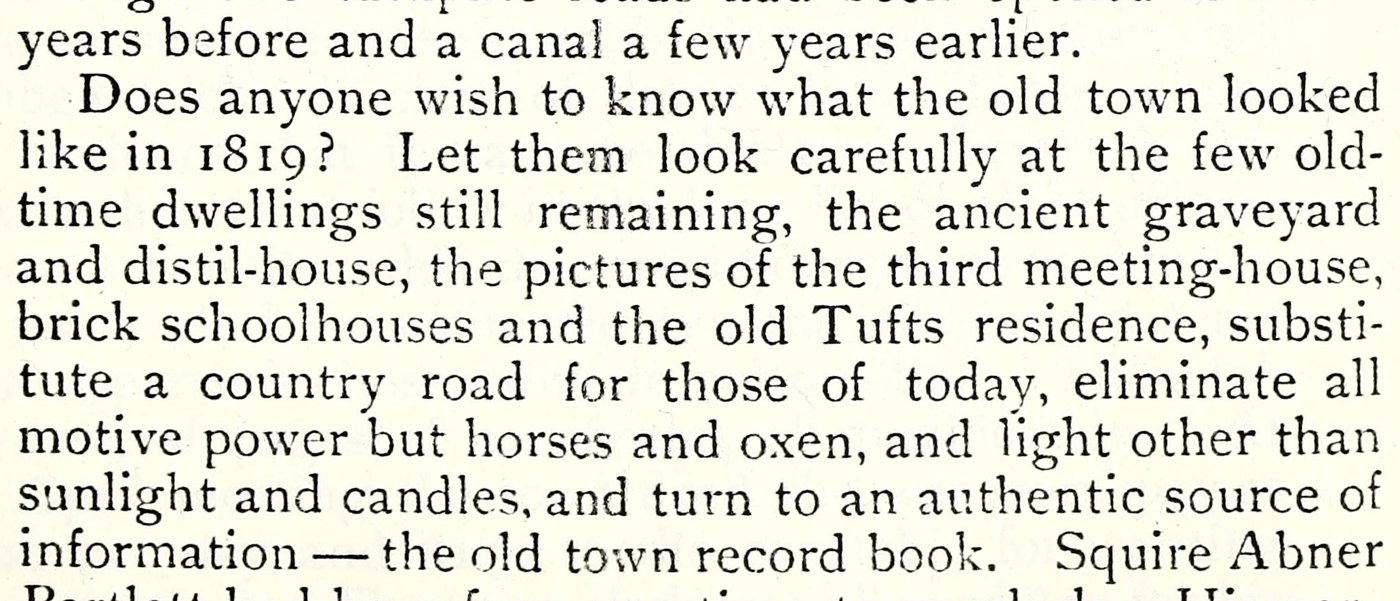 years before and a canal a few years earlier.
Does anyone wish to know what the old town looked
like in 1819? Let them look carefully at the few old-
time dwellings still remaining, the ancient graveyard
and distil-house, the pictures of the third meeting-house,
brick schoolhouses and the old Tufts residence, substi-
tute a country road for those of today, eliminate all
motive power but horses and oxen, and light other than
sunlight and candles, and turn to an authentic source of
information — the old town record book. Squire Abner